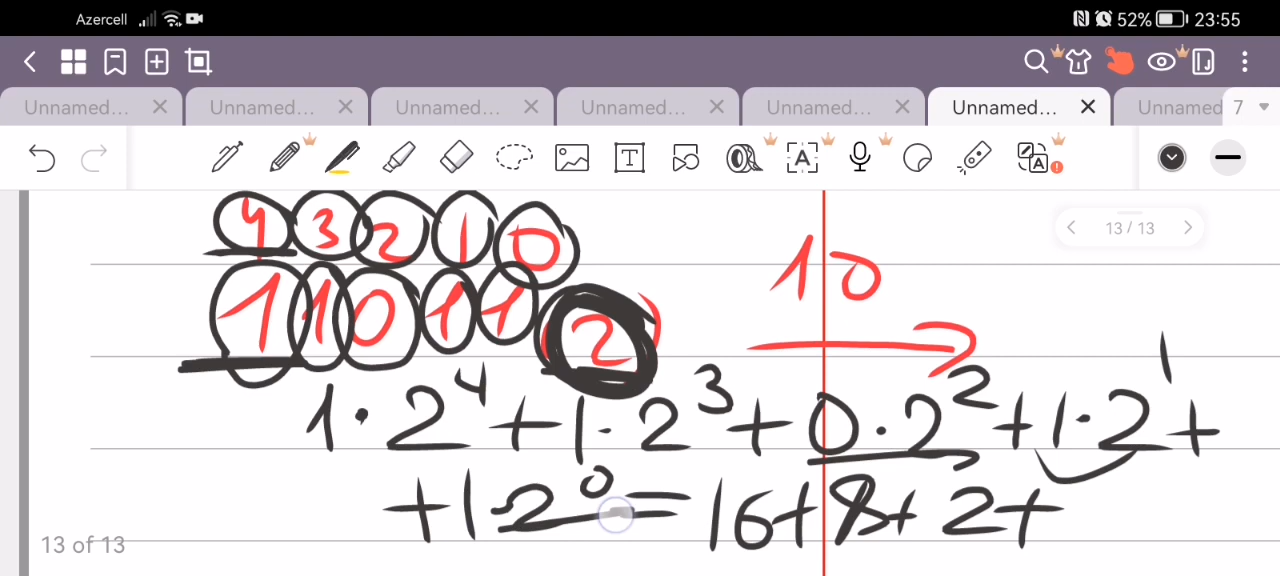 Azercell 52% 23:55
Unnamed... Unnamed... Unnamed... Unnamed... Unnamed... Unnamed... Unnamed 7
T A A
13 / 13
4 3 2 1 0
1 1 0 1 1 (2) 10
1 · 2⁴ + 1 · 2³ + 0 · 2² + 1 · 2¹ +
+ 1 · 2⁰ = 16 + 8 + 2 +
13 of 13